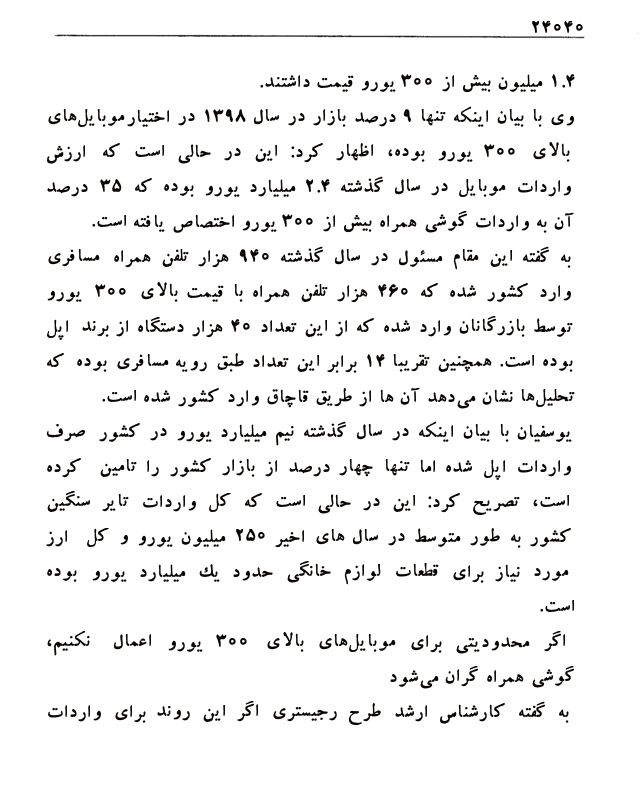 ۲۴۰۴۰
۱.۴ میلیون بیش از ۳۰۰ یورو قیمت داشتند.
وی با بیان اینکه تنها ۹ درصد بازار در سال ۱۳۹۸ در اختیار موبایل‌های
بالای ۳۰۰ یورو بوده، اظهار کرد: این در حالی است که ارزش
واردات موبایل در سال گذشته ۲.۴ میلیارد یورو بوده که ۳۵ درصد
آن به واردات گوشی همراه بیش از ۳۰۰ یورو اختصاص یافته است.
به گفته این مقام مسئول در سال گذشته ۹۴۰ هزار تلفن همراه مسافری
وارد کشور شده که ۴۶۰ هزار تلفن همراه با قیمت بالای ۳۰۰ یورو
توسط بازرگانان وارد شده که از این تعداد ۴۰ هزار دستگاه از برند اپل
بوده است. همچنین تقریبا ۱۴ برابر این تعداد طبق رویه مسافری بوده که
تحلیل‌ها نشان می‌دهد آن ها از طریق قاچاق وارد کشور شده است.
یوسفیان با بیان اینکه در سال گذشته نیم میلیارد یورو در کشور صرف
واردات اپل شده اما تنها چهار درصد از بازار کشور را تامین کرده
است، تصریح کرد: این در حالی است که کل واردات تایر سنگین
کشور به طور متوسط در سال های اخیر ۲۵۰ میلیون یورو و کل ارز
مورد نیاز برای قطعات لوازم خانگی حدود یك میلیارد یورو بوده
است.
اگر محدودیتی برای موبایل‌های بالای ۳۰۰ یورو اعمال نکنیم،
گوشی همراه گران می‌شود
به گفته کارشناس ارشد طرح رجیستری اگر این روند برای واردات